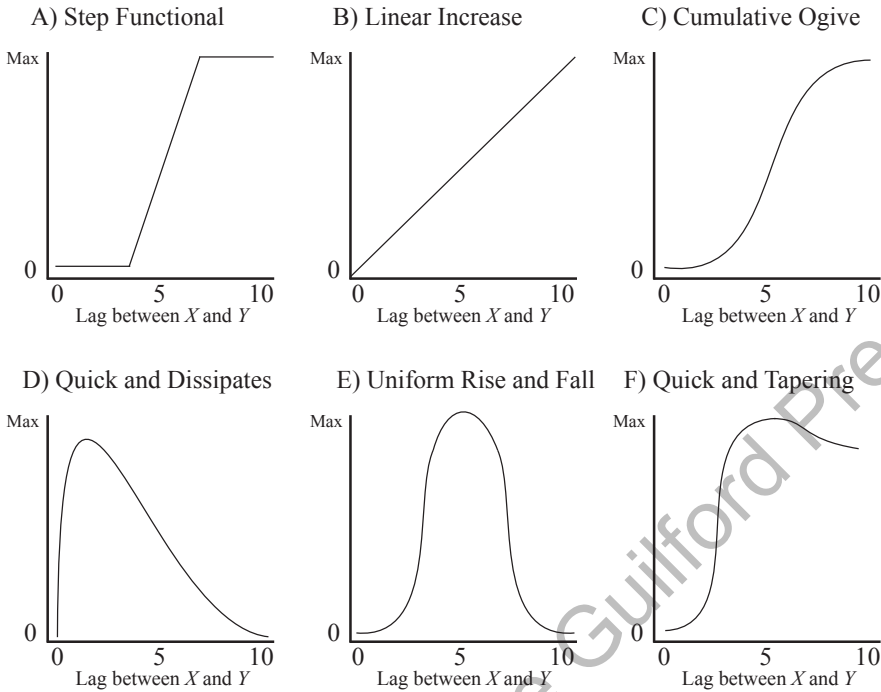 A) Step Functional
Max
0
0 5 10
Lag between X and Y
B) Linear Increase
Max
0
0 5 10
Lag between X and Y
C) Cumulative Ogive
Max
0
0 5 10
Lag between X and Y
D) Quick and Dissipates
Max
0
0 5 10
Lag between X and Y
E) Uniform Rise and Fall
Max
0
0 5 10
Lag between X and Y
F) Quick and Tapering
Max
0
0 5 10
Lag between X and Y
Guilford Pre